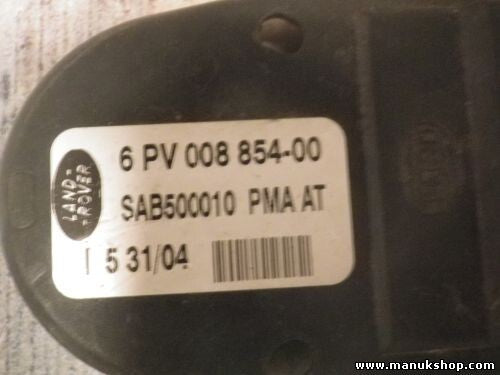 LAND-
-ROVER
6 PV 008 854-00
SAB500010 PMA AT
5 31/04
www.manukshop.com